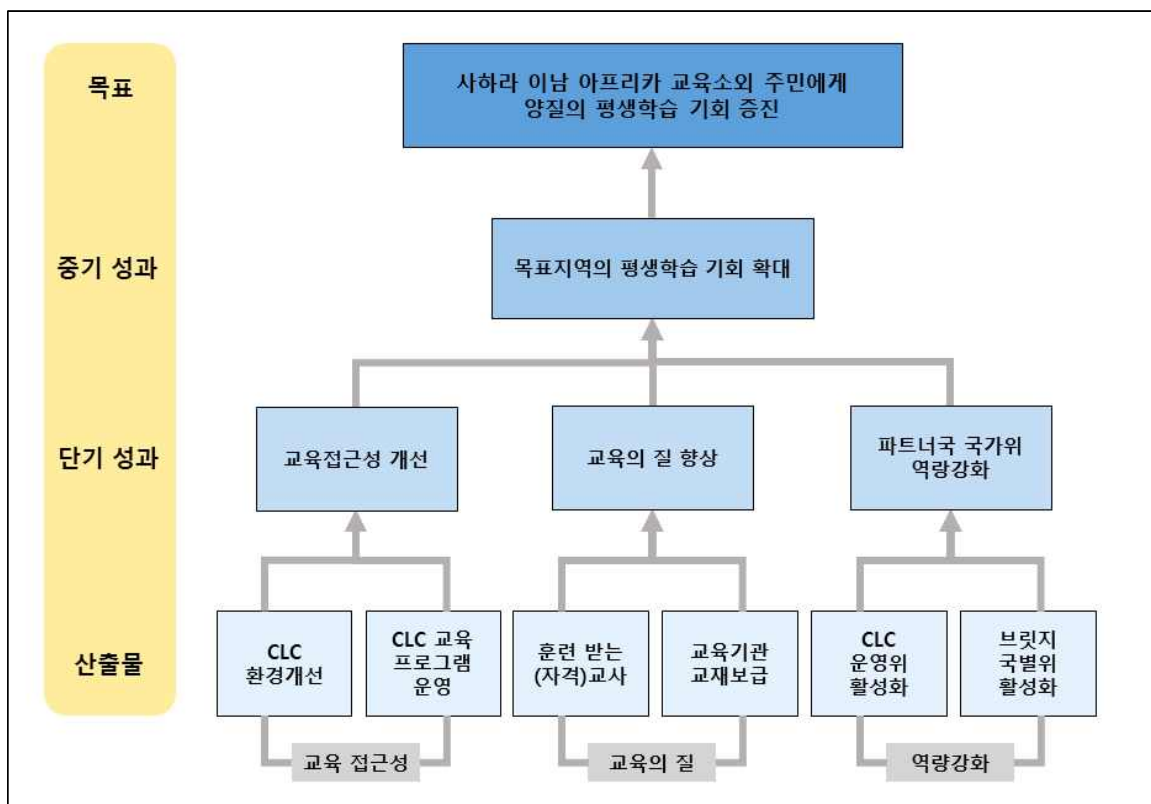 목표
사하라 이남 아프리카 교육소외 주민에게
양질의 평생학습 기회 증진
중기 성과
목표지역의 평생학습 기회 확대
단기 성과
교육접근성 개선
교육의 질 향상
파트너국 국가위
역량강화
산출물
CLC
환경개선
CLC 교육
프로그램
운영
훈련 받는
(자격)교사
교육기관
교재보급
CLC
운영위
활성화
브릿지
국별위
활성화
교육 접근성
교육의 질
역량강화